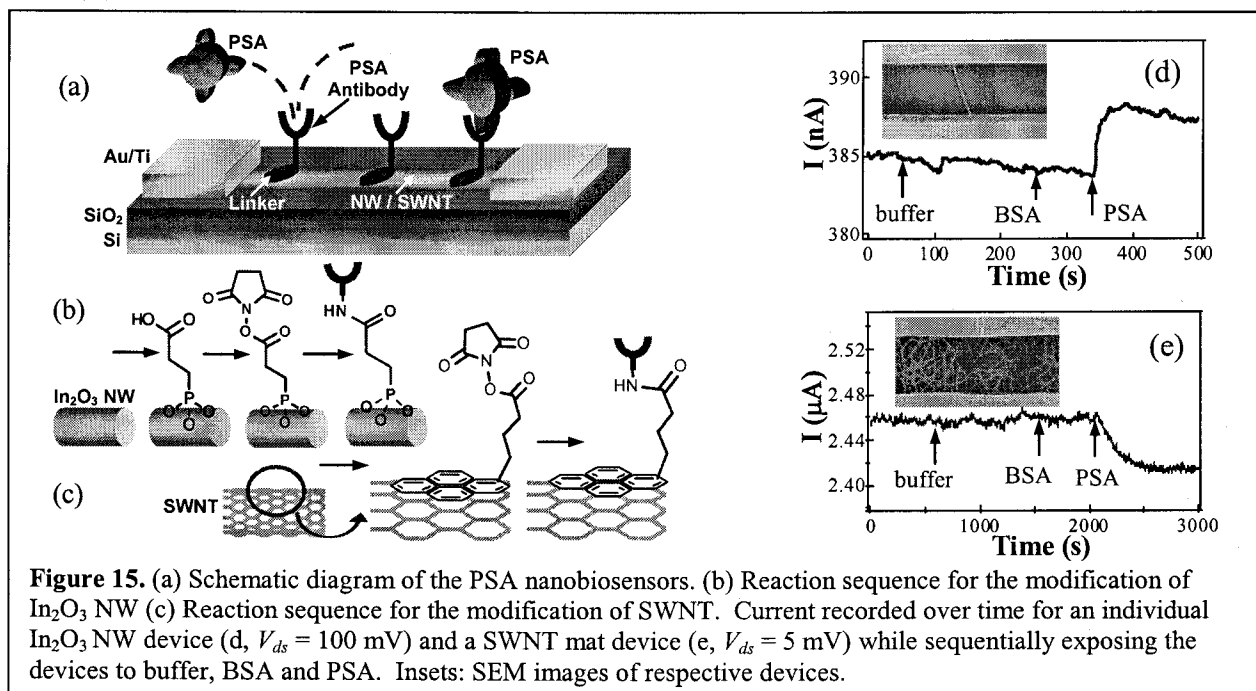 (a)
PSA
PSA
Antibody
PSA
Au/Ti
Linker
NW / SWNT
SiO₂
Si
(b)
HO
O
O
N
O
O
O
HN
O
P
O
O
O
P
O
O
O
P
O
O
O
In₂O₃ NW
(c)
SWNT
O
N
O
O
O
HN
O
(d)
I (nA)
390
385
380
buffer
BSA
PSA
0
100
200
300
400
500
Time (s)
(e)
I (μA)
2.52
2.46
2.40
buffer
BSA
PSA
0
1000
2000
3000
Time (s)
Figure 15. (a) Schematic diagram of the PSA nanobiosensors. (b) Reaction sequence for the modification of
In₂O₃ NW (c) Reaction sequence for the modification of SWNT. Current recorded over time for an individual
In₂O₃ NW device (d, V_ds = 100 mV) and a SWNT mat device (e, V_ds = 5 mV) while sequentially exposing the
devices to buffer, BSA and PSA. Insets: SEM images of respective devices.